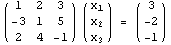 ( 1 2 3 ) ( x₁ ) ( 3 )
( -3 1 5 ) ( x₂ ) = ( -2 )
( 2 4 -1 ) ( x₃ ) ( -1 )